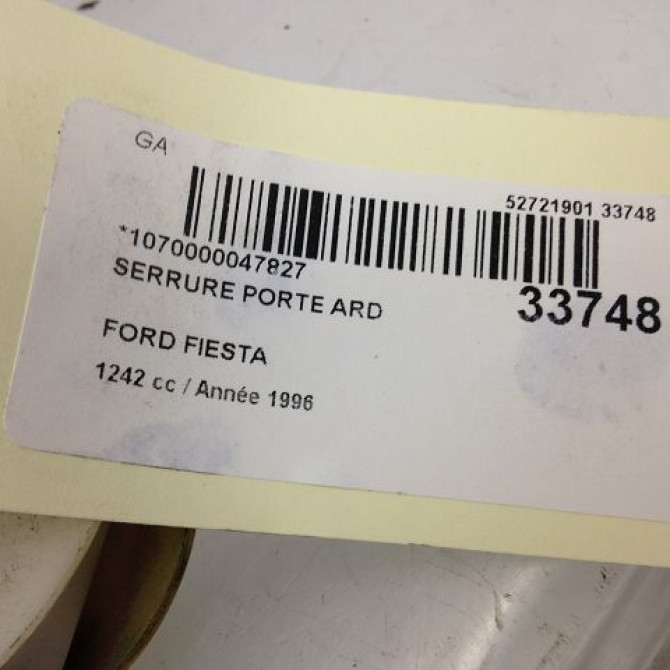 GA
52721901 33748
*1070000047827
33748
SERRURE PORTE ARD
FORD FIESTA
1242 cc / Année 1996